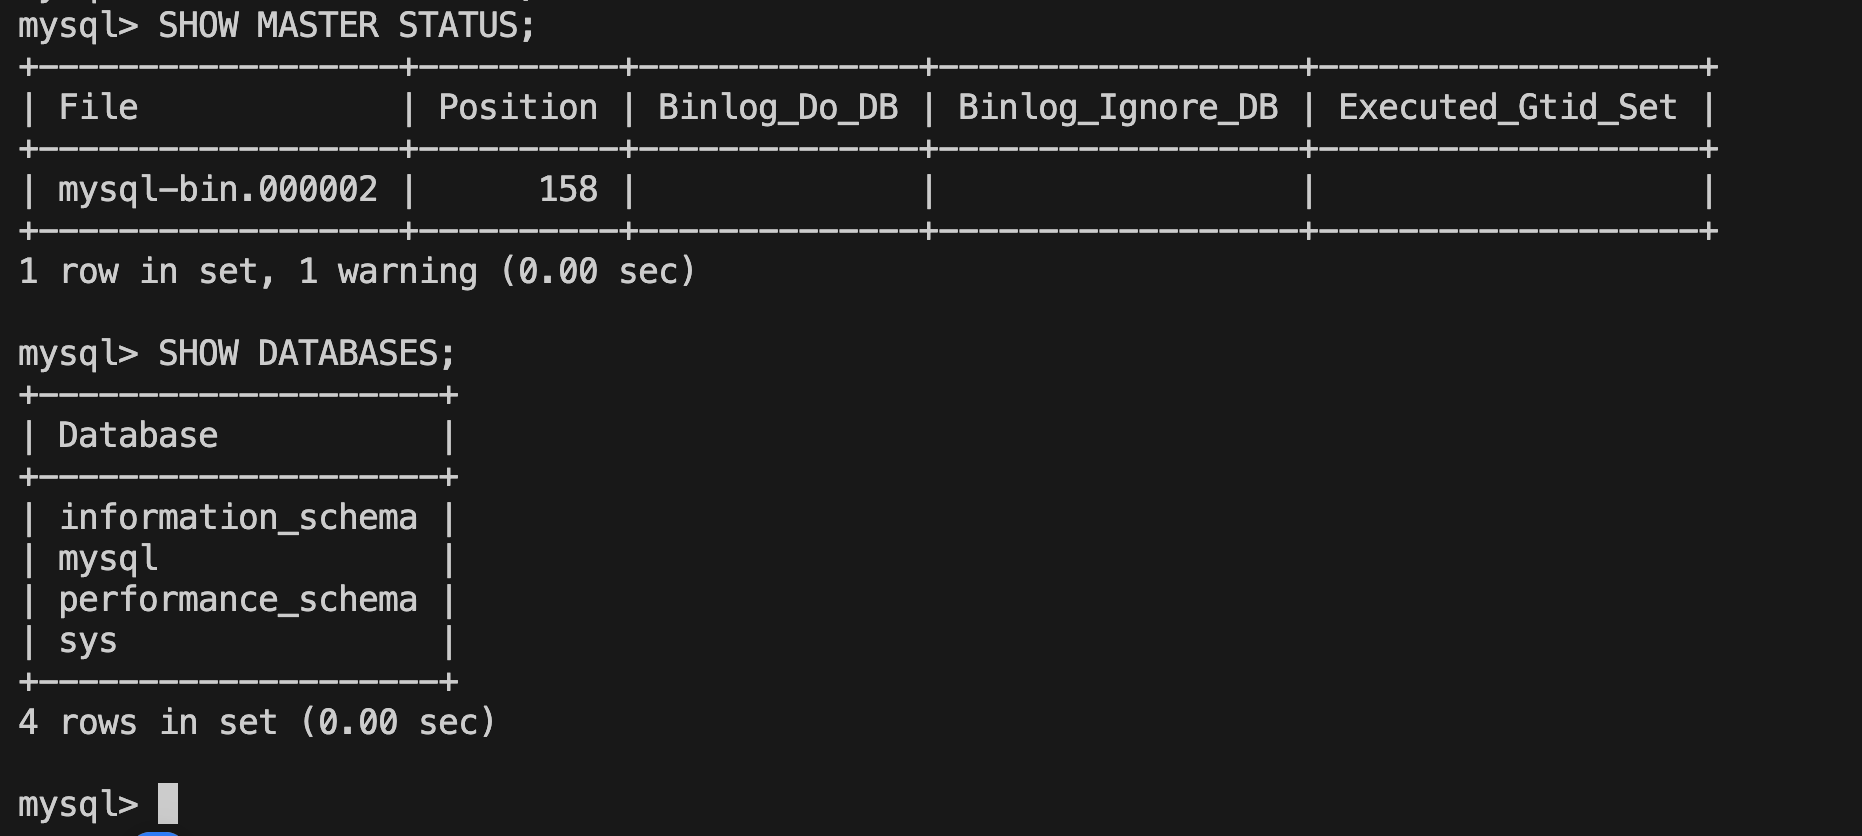 mysql> SHOW MASTER STATUS;
+------------------+----------+--------------+------------------+-------------------+
| File             | Position | Binlog_Do_DB | Binlog_Ignore_DB | Executed_Gtid_Set |
+------------------+----------+--------------+------------------+-------------------+
| mysql-bin.000002 |      158 |              |                  |                   |
+------------------+----------+--------------+------------------+-------------------+
1 row in set, 1 warning (0.00 sec)

mysql> SHOW DATABASES;
+--------------------+
| Database           |
+--------------------+
| information_schema |
| mysql              |
| performance_schema |
| sys                |
+--------------------+
4 rows in set (0.00 sec)

mysql>